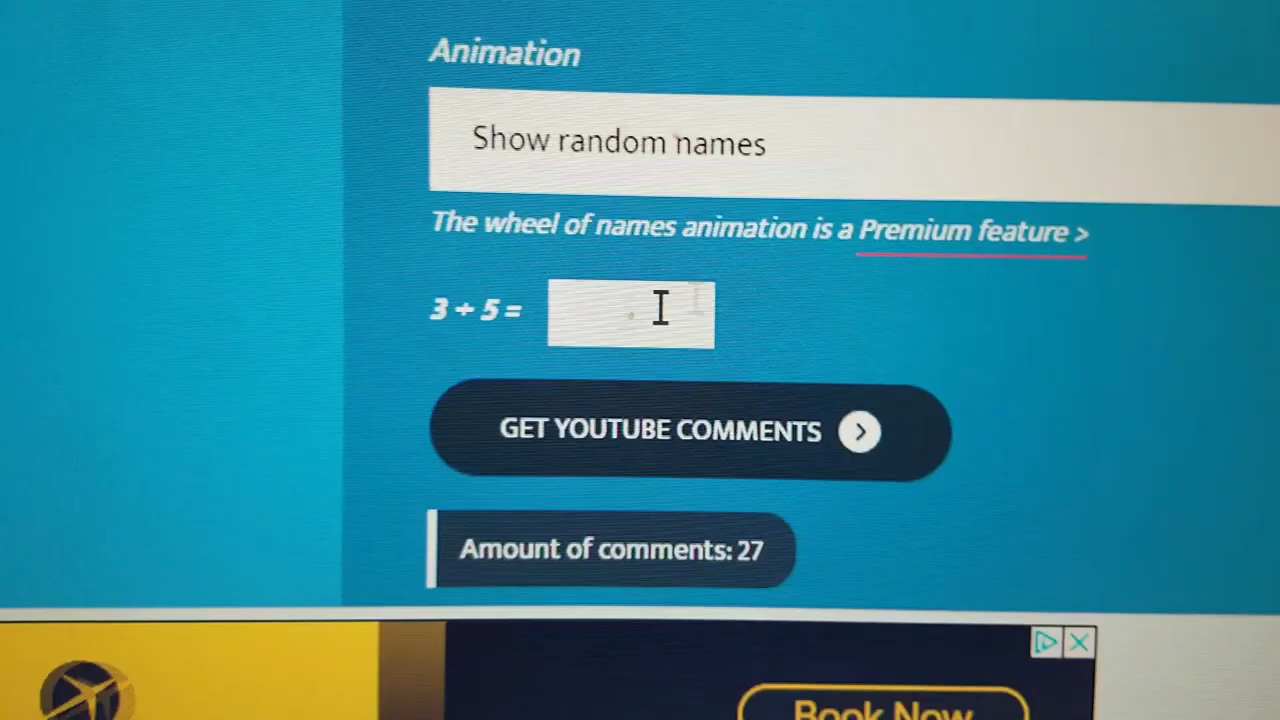 Animation
Show random names
The wheel of names animation is a Premium feature >
3 + 5 =
GET YOUTUBE COMMENTS
Amount of comments: 27
Book Now